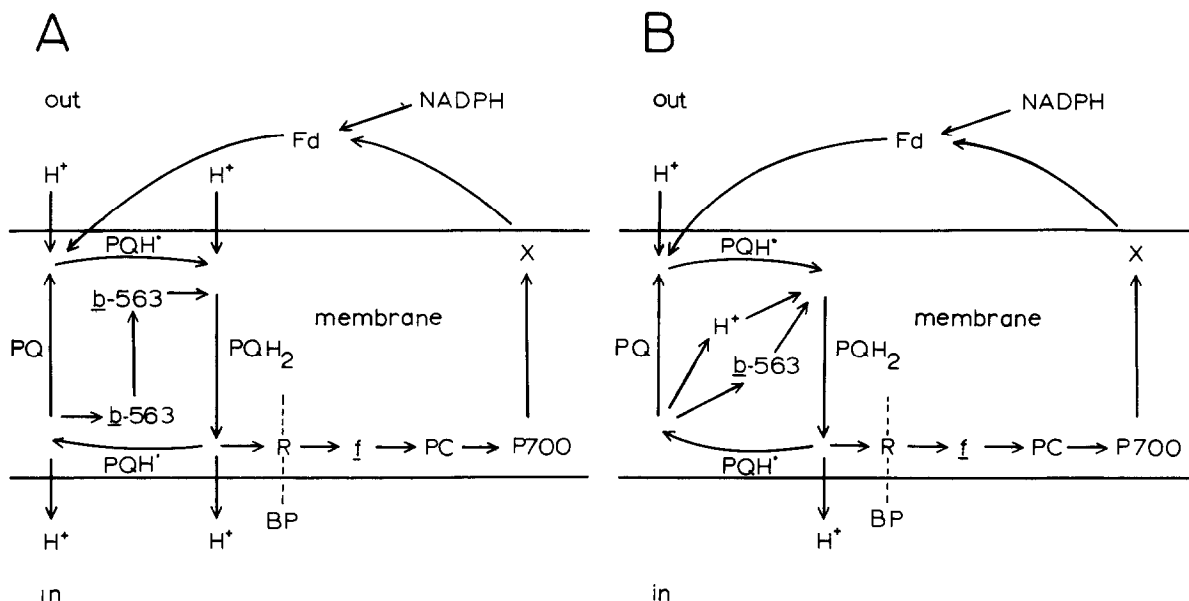 A
out
NADPH
Fd
H⁺
H⁺
PQH•
X
b-563
membrane
PQ
PQH₂
b-563
R
f
PC
P700
PQH•
BP
H⁺
H⁺
in
B
out
NADPH
Fd
H⁺
PQH•
X
H⁺
membrane
PQ
b-563
PQH₂
R
f
PC
P700
PQH•
BP
H⁺
in